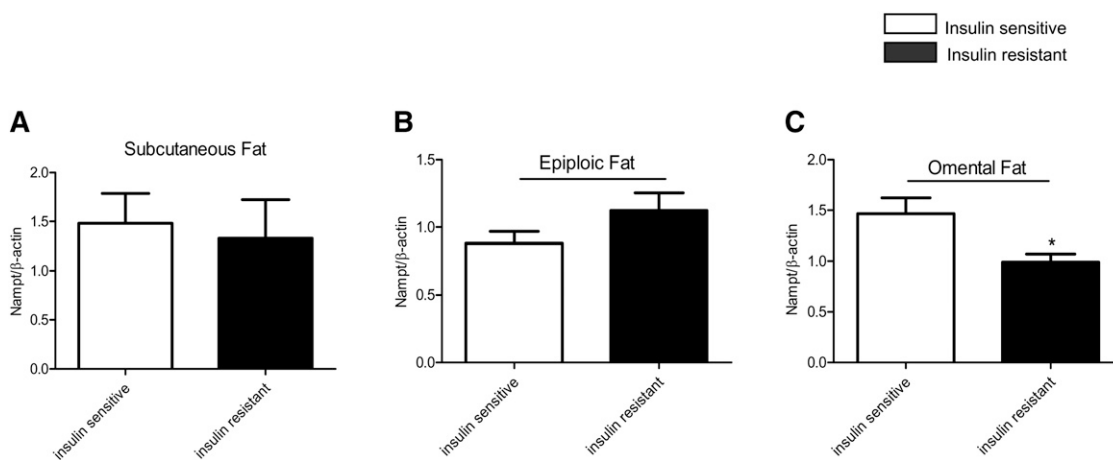 Insulin sensitive
Insulin resistant
A
Subcutaneous Fat
Nampt/β-actin
2.0
1.5
1.0
0.5
0.0
insulin sensitive
insulin resistant
B
Epiploic Fat
Nampt/β-actin
1.5
1.0
0.5
0.0
insulin sensitive
insulin resistant
C
Omental Fat
Nampt/β-actin
2.0
1.5
1.0
0.5
0.0
*
insulin sensitive
insulin resistant